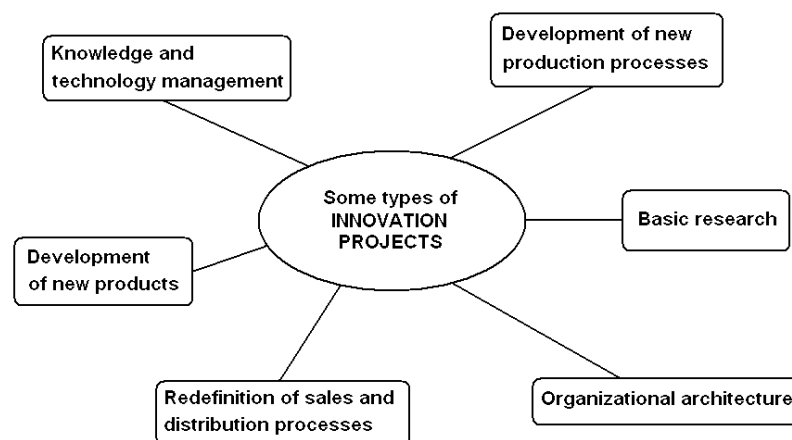 Knowledge and
technology management
Development of new
production processes
Some types of
INNOVATION
PROJECTS
Basic research
Development
of new products
Redefinition of sales and
distribution processes
Organizational architecture